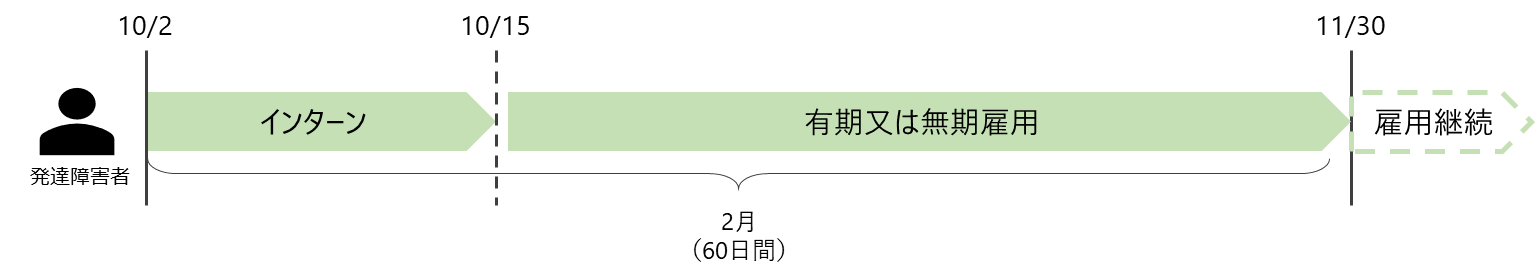 10/2
10/15
11/30
インターン
有期又は無期雇用
雇用継続
発達障害者
2月
（60日間）